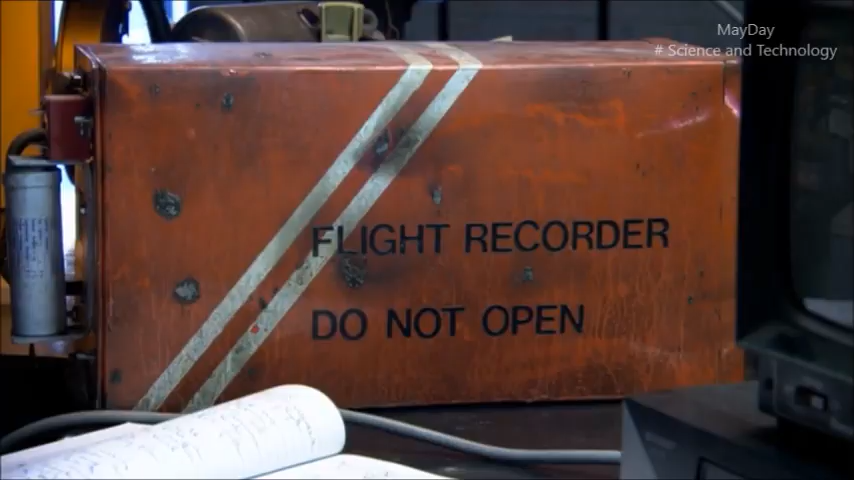 MayDay
# Science and Technology
FLIGHT RECORDER
DO NOT OPEN